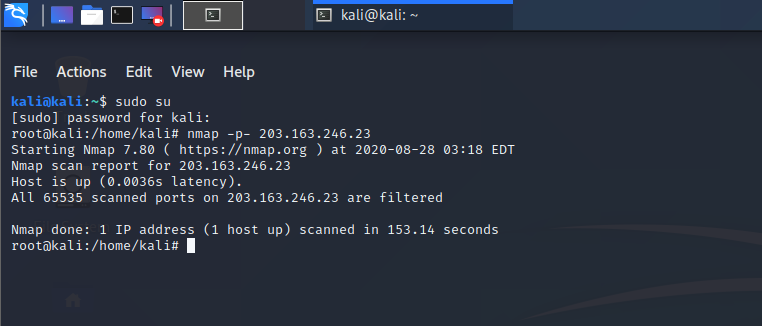 kali@kali: ~
File Actions Edit View Help
kali@kali:~$ sudo su
[sudo] password for kali:
root@kali:/home/kali# nmap -p- 203.163.246.23
Starting Nmap 7.80 ( https://nmap.org ) at 2020-08-28 03:18 EDT
Nmap scan report for 203.163.246.23
Host is up (0.0036s latency).
All 65535 scanned ports on 203.163.246.23 are filtered
Nmap done: 1 IP address (1 host up) scanned in 153.14 seconds
root@kali:/home/kali#